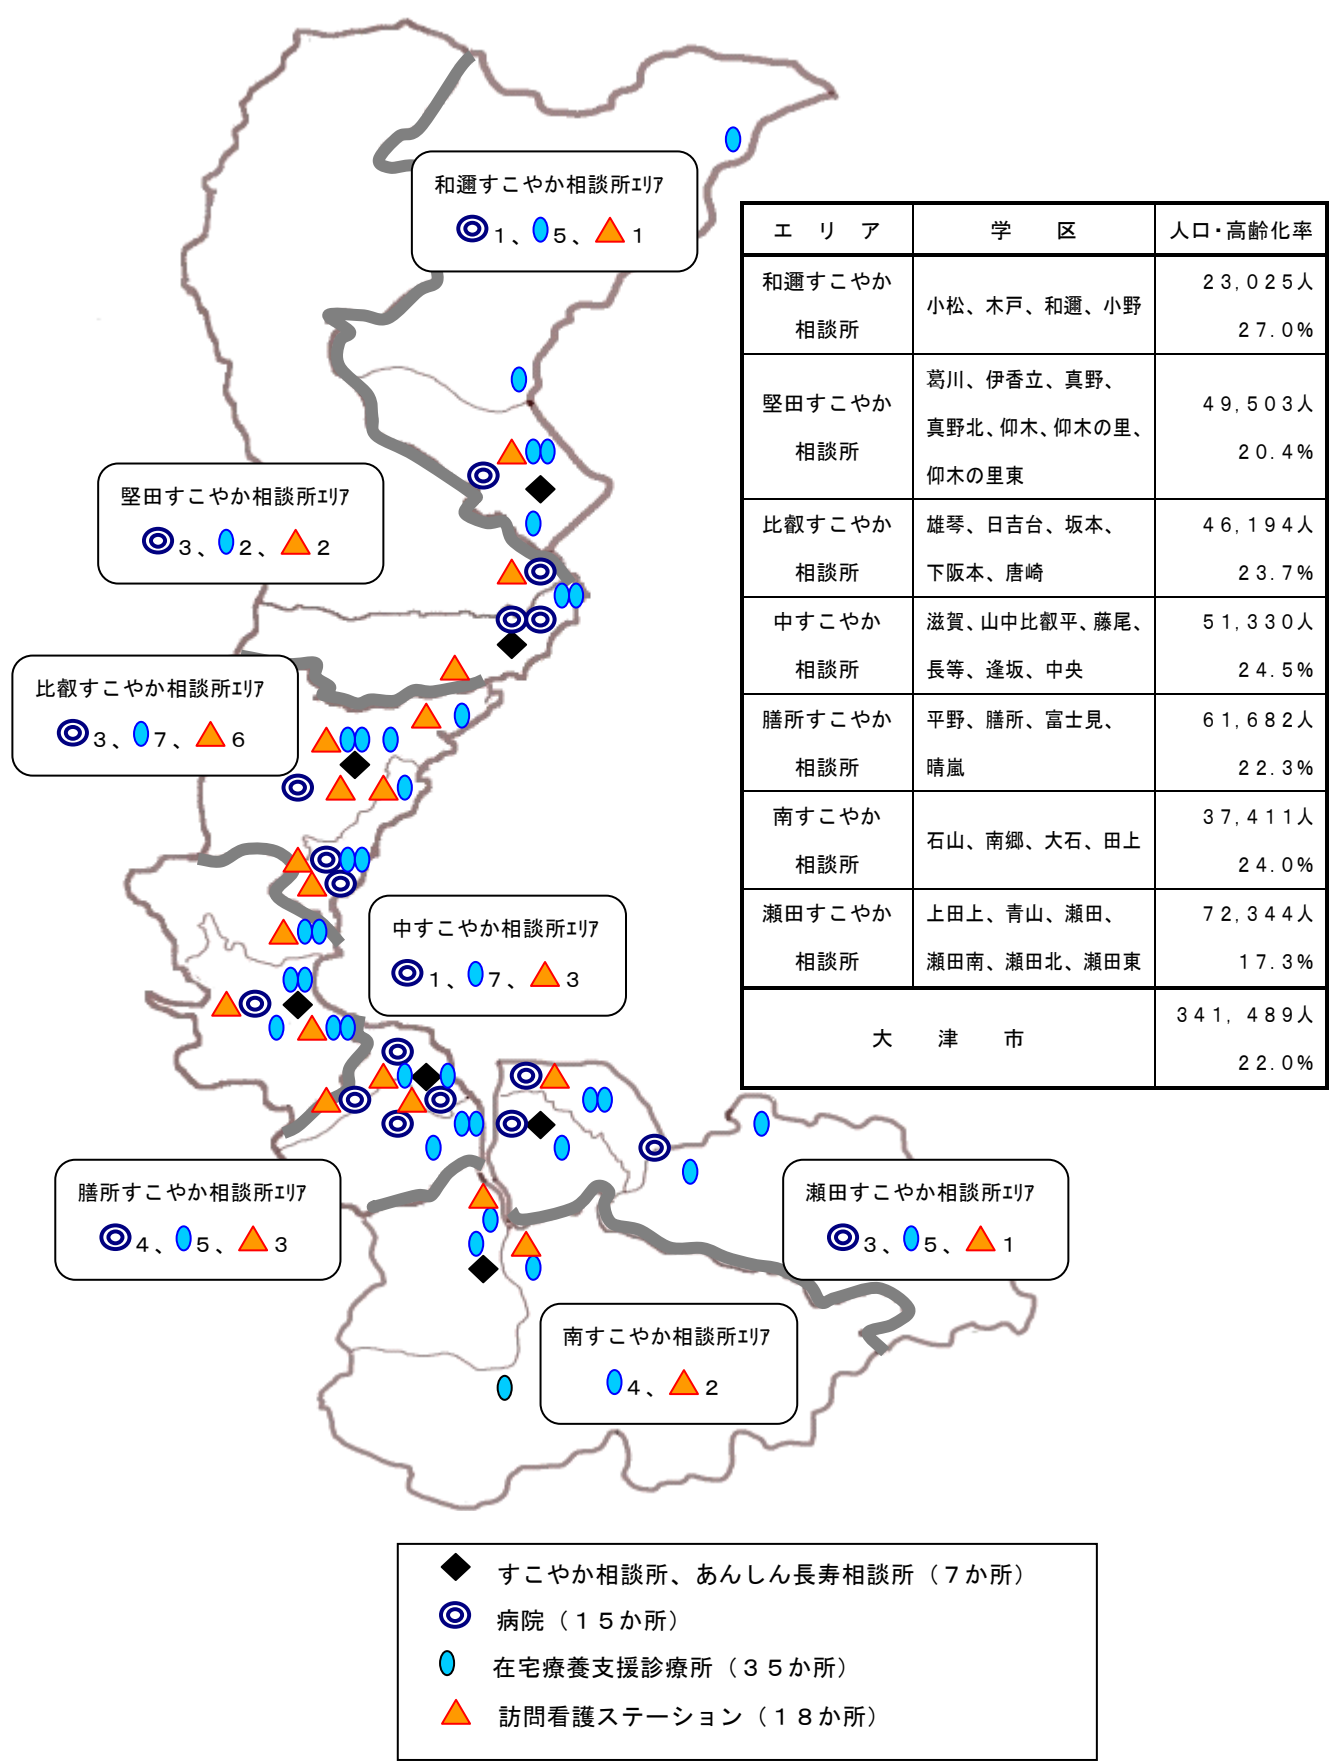 和邇すこやか相談所ｴﾘｱ
１、５、１
堅田すこやか相談所ｴﾘｱ
３、２、２
比叡すこやか相談所ｴﾘｱ
３、７、６
中すこやか相談所ｴﾘｱ
１、７、３
膳所すこやか相談所ｴﾘｱ
４、５、３
瀬田すこやか相談所ｴﾘｱ
３、５、１
南すこやか相談所ｴﾘｱ
４、２
エ リ ア 学 区 人口・高齢化率
和邇すこやか
相談所
小松、木戸、和邇、小野
２３，０２５人
２７．０％
堅田すこやか
相談所
葛川、伊香立、真野、
真野北、仰木、仰木の里、
仰木の里東
４９，５０３人
２０．４％
比叡すこやか
相談所
雄琴、日吉台、坂本、
下阪本、唐崎
４６，１９４人
２３．７％
中すこやか
相談所
滋賀、山中比叡平、藤尾、
長等、逢坂、中央
５１，３３０人
２４．５％
膳所すこやか
相談所
平野、膳所、富士見、
晴嵐
６１，６８２人
２２．３％
南すこやか
相談所
石山、南郷、大石、田上
３７，４１１人
２４．０％
瀬田すこやか
相談所
上田上、青山、瀬田、
瀬田南、瀬田北、瀬田東
７２，３４４人
１７．３％
大 津 市
３４１，４８９人
２２．０％
すこやか相談所、あんしん長寿相談所（７か所）
病院（１５か所）
在宅療養支援診療所（３５か所）
訪問看護ステーション（１８か所）